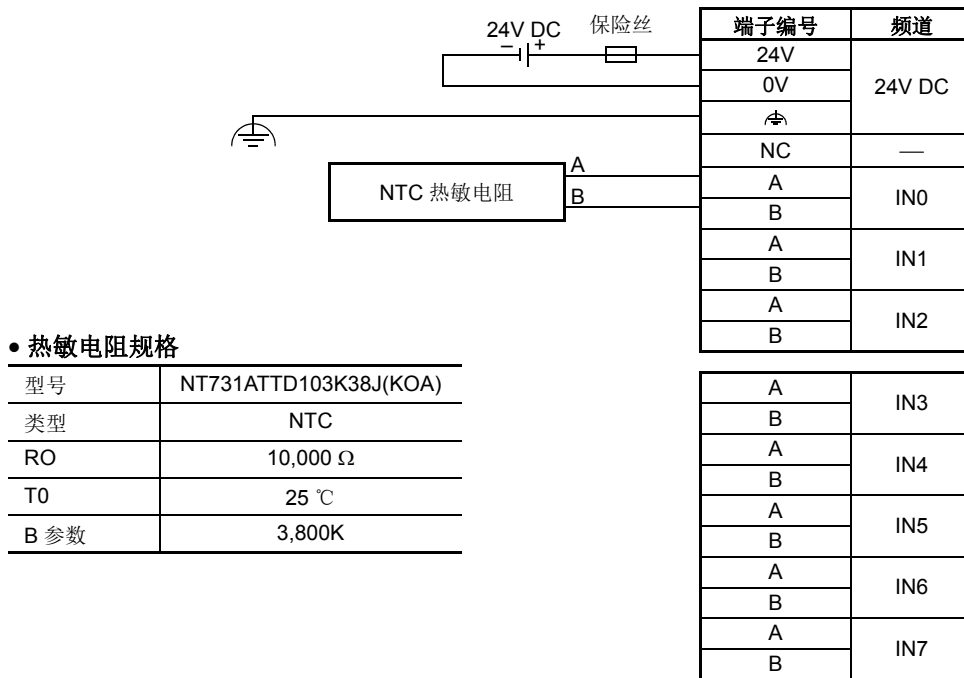 24V DC 保险丝
− +
端子编号 频道
24V
0V
24V DC
NC —
NTC 热敏电阻
A
B
A
B
IN0
A
B
IN1
A
B
IN2
• 热敏电阻规格
型号 NT731ATTD103K38J(KOA)
类型 NTC
RO 10,000 Ω
T0 25 ℃
B 参数 3,800K
A
B
IN3
A
B
IN4
A
B
IN5
A
B
IN6
A
B
IN7